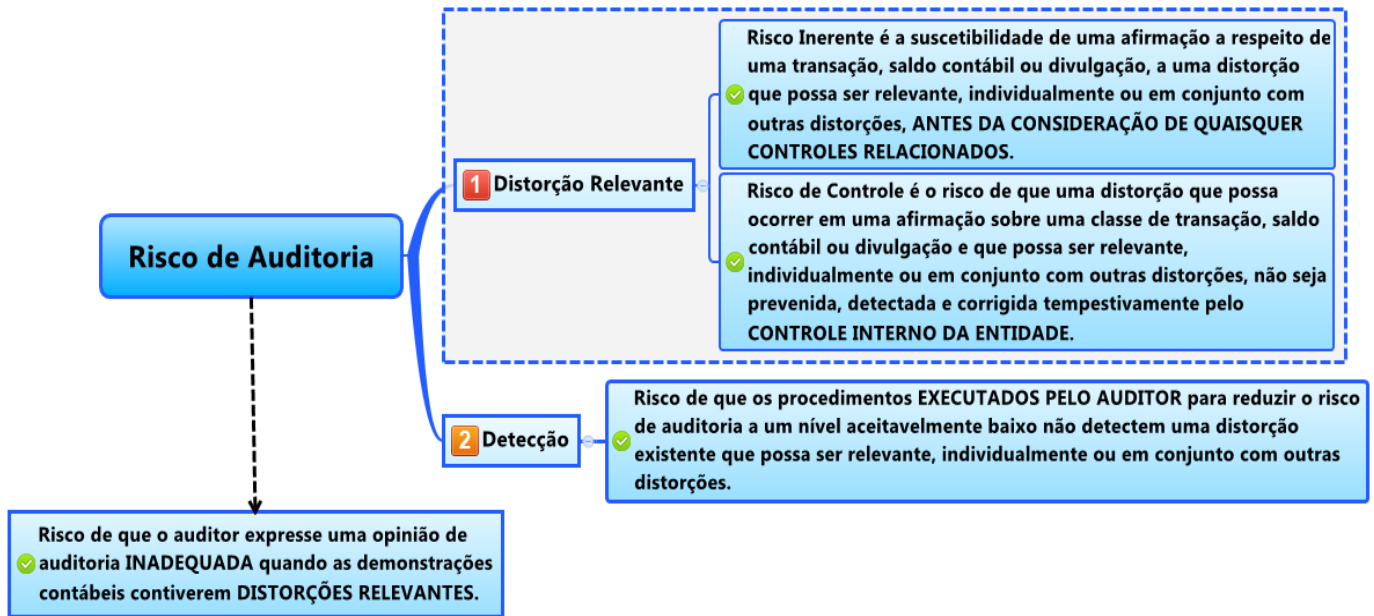 Risco Inerente é a suscetibilidade de uma afirmação a respeito de
uma transação, saldo contábil ou divulgação, a uma distorção
que possa ser relevante, individualmente ou em conjunto com
outras distorções, ANTES DA CONSIDERAÇÃO DE QUAISQUER
CONTROLES RELACIONADOS.
1 Distorção Relevante
Risco de Controle é o risco de que uma distorção que possa
ocorrer em uma afirmação sobre uma classe de transação, saldo
contábil ou divulgação e que possa ser relevante,
individualmente ou em conjunto com outras distorções, não seja
prevenida, detectada e corrigida tempestivamente pelo
CONTROLE INTERNO DA ENTIDADE.
Risco de Auditoria
2 Detecção
Risco de que os procedimentos EXECUTADOS PELO AUDITOR para reduzir o risco
de auditoria a um nível aceitavelmente baixo não detectem uma distorção
existente que possa ser relevante, individualmente ou em conjunto com outras
distorções.
Risco de que o auditor expresse uma opinião de
auditoria INADEQUADA quando as demonstrações
contábeis contiverem DISTORÇÕES RELEVANTES.